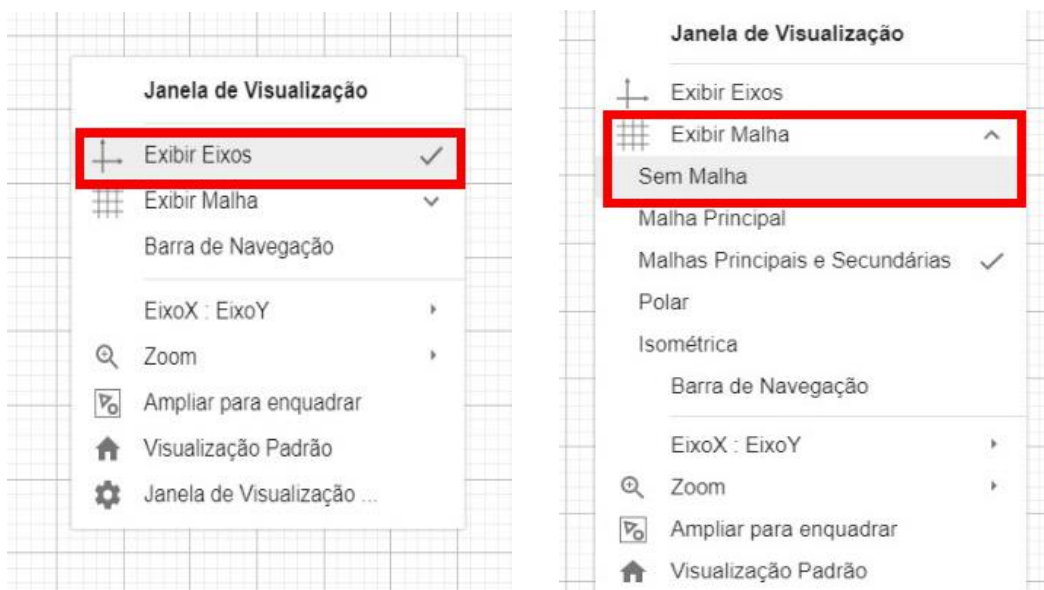 Janela de Visualização
Exibir Eixos
Exibir Malha
Barra de Navegação
EixoX : EixoY
Zoom
Ampliar para enquadrar
Visualização Padrão
Janela de Visualização ...
Janela de Visualização
Exibir Eixos
Exibir Malha
Sem Malha
Malha Principal
Malhas Principais e Secundárias
Polar
Isométrica
Barra de Navegação
EixoX : EixoY
Zoom
Ampliar para enquadrar
Visualização Padrão